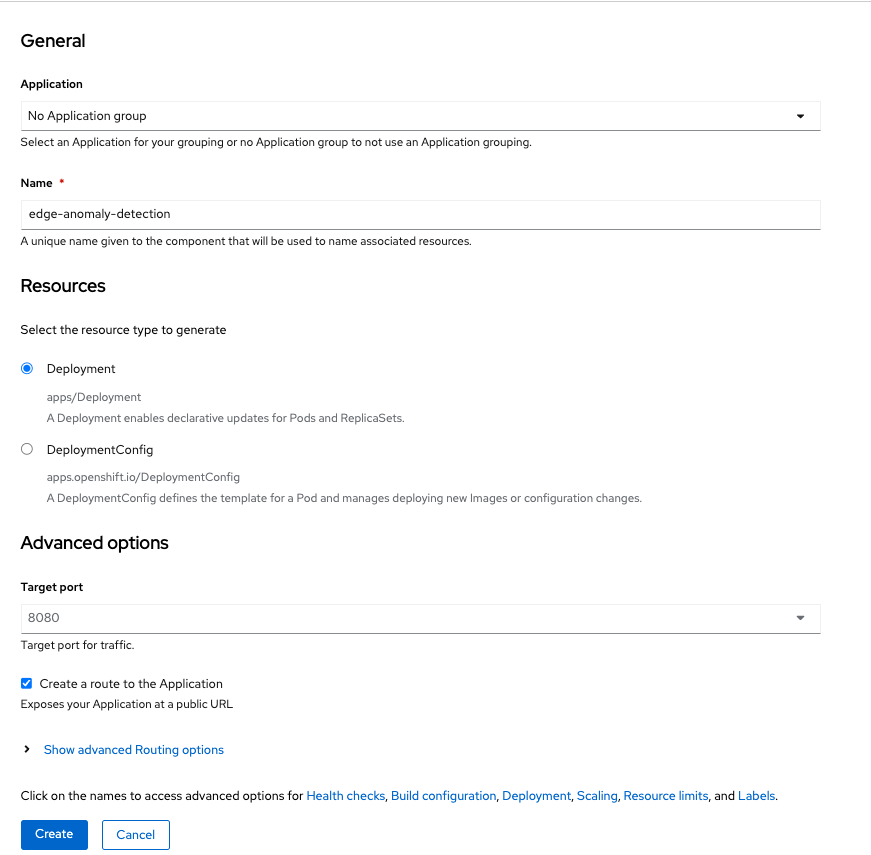 General
Application
No Application group
Select an Application for your grouping or no Application group to not use an Application grouping.
Name *
edge-anomaly-detection
A unique name given to the component that will be used to name associated resources.
Resources
Select the resource type to generate
Deployment
apps/Deployment
A Deployment enables declarative updates for Pods and ReplicaSets.
DeploymentConfig
apps.openshift.io/DeploymentConfig
A DeploymentConfig defines the template for a Pod and manages deploying new Images or configuration changes.
Advanced options
Target port
8080
Target port for traffic.
Create a route to the Application
Exposes your Application at a public URL
Show advanced Routing options
Click on the names to access advanced options for Health checks, Build configuration, Deployment, Scaling, Resource limits, and Labels.
Create Cancel